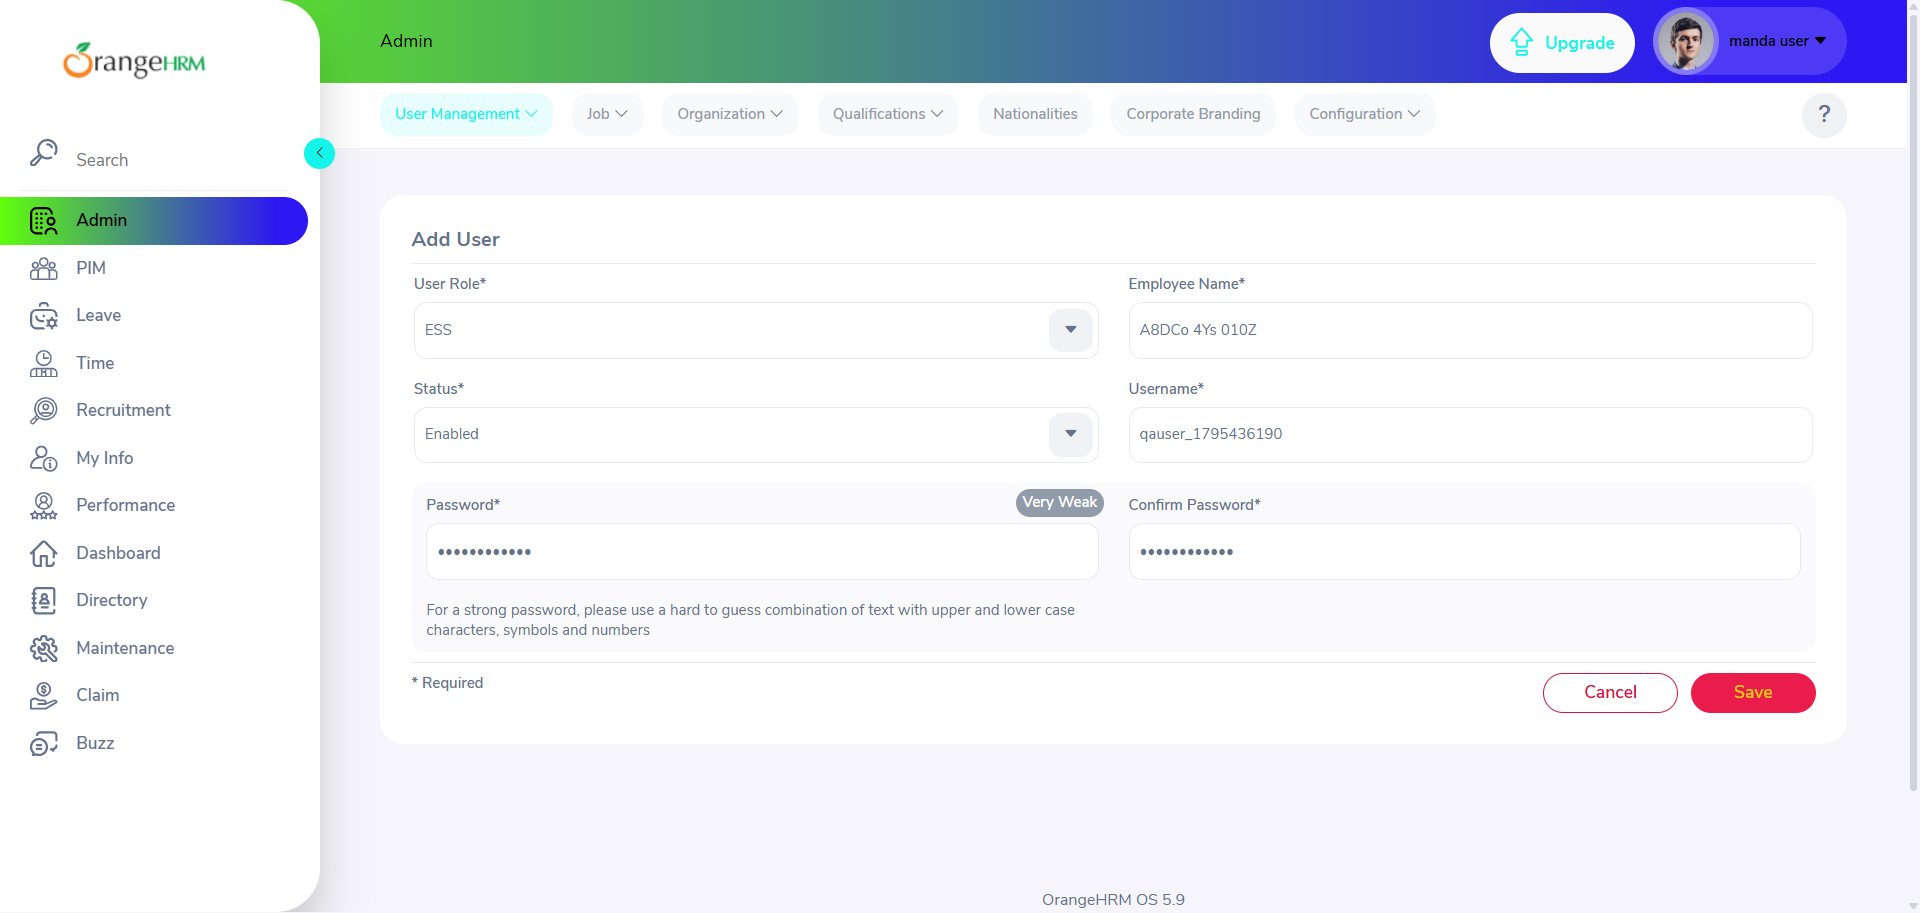 OrangeHRM
Search
Admin
PIM
Leave
Time
Recruitment
My Info
Performance
Dashboard
Directory
Maintenance
Claim
Buzz
Admin
Upgrade
manda user
User Management
Job
Organization
Qualifications
Nationalities
Corporate Branding
Configuration
?
Add User
User Role*
Employee Name*
ESS
A8DCo 4Ys 010Z
Status*
Username*
Enabled
qauser_1795436190
Password*
Very Weak
Confirm Password*
••••••••••••
••••••••••••
For a strong password, please use a hard to guess combination of text with upper and lower case
characters, symbols and numbers
* Required
Cancel
Save
OrangeHRM OS 5.9